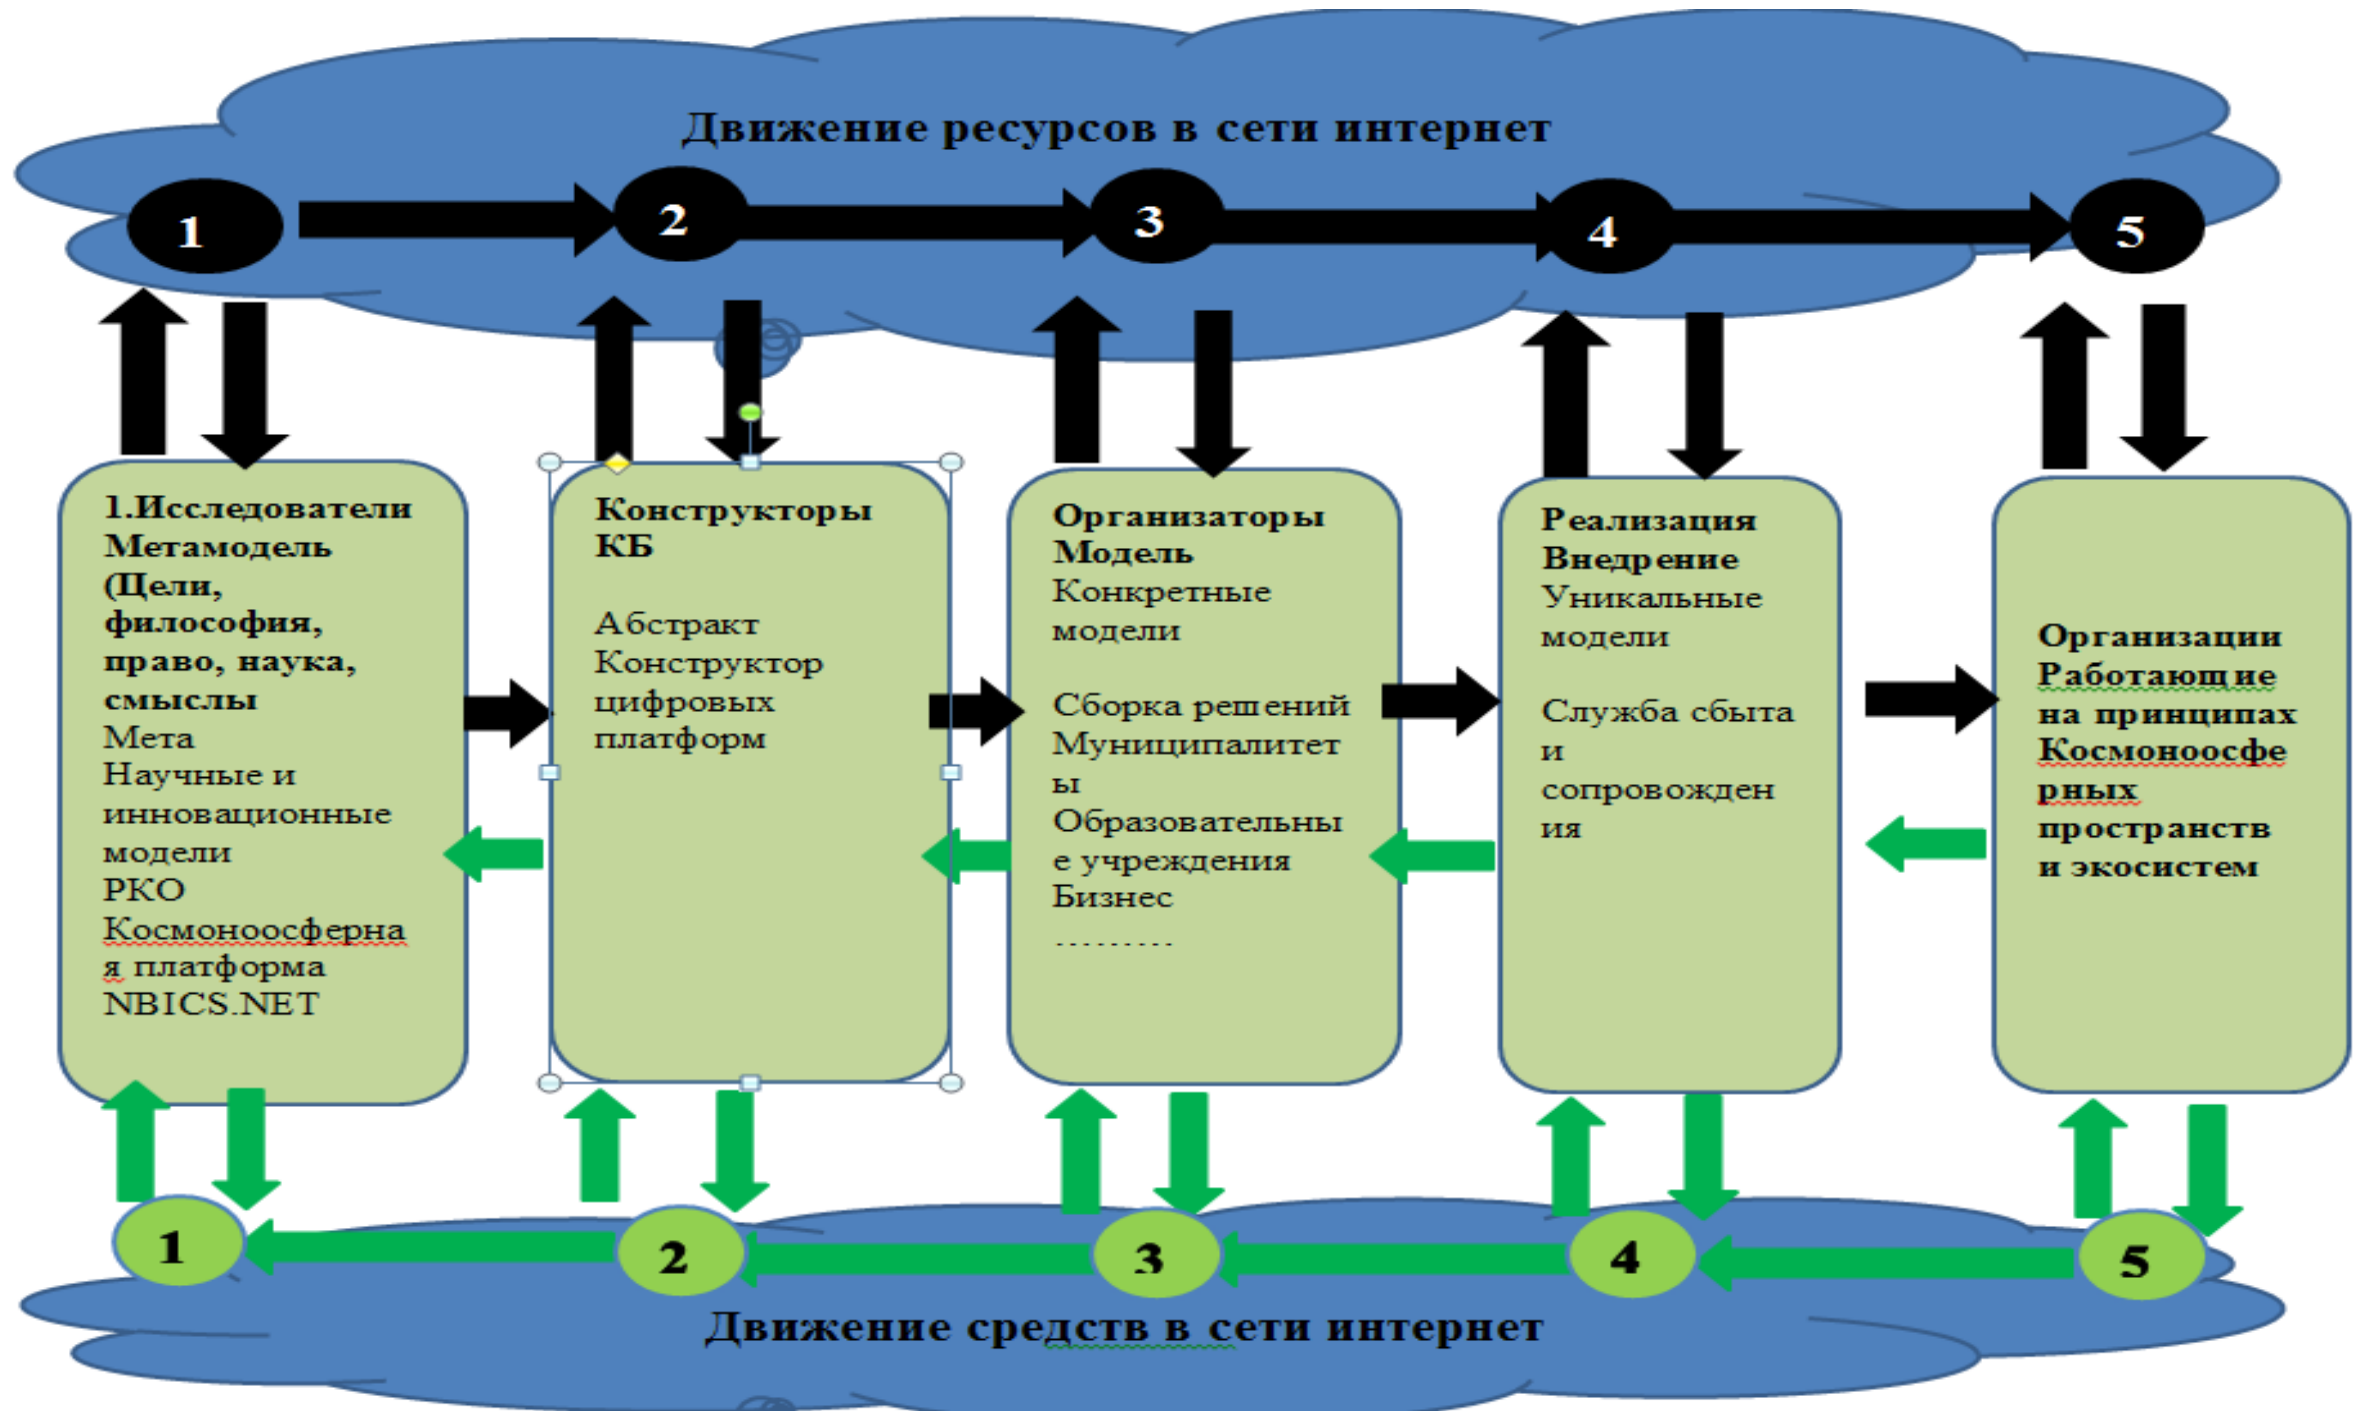 Движение ресурсов в сети интернет
1
2
3
4
5
1.Исследователи
Метамодель
(Цели,
философия,
право, наука,
смыслы
Мета
Научные и
инновационные
модели
РКО
Космоноосферна
я платформа
NBICS.NET
Конструкторы
КБ
Абстракт
Конструктор
цифровых
платформ
Организаторы
Модель
Конкретные
модели
Сборка решений
Муниципалитет
ы
Образовательны
е учреждения
Бизнес
………
Реализация
Внедрение
Уникальные
модели
Служба сбыта
и
сопровожден
ия
Организации
Работающие
на принципах
Космоноосфе
рных
пространств
и экосистем
1
2
3
4
5
Движение средств в сети интернет